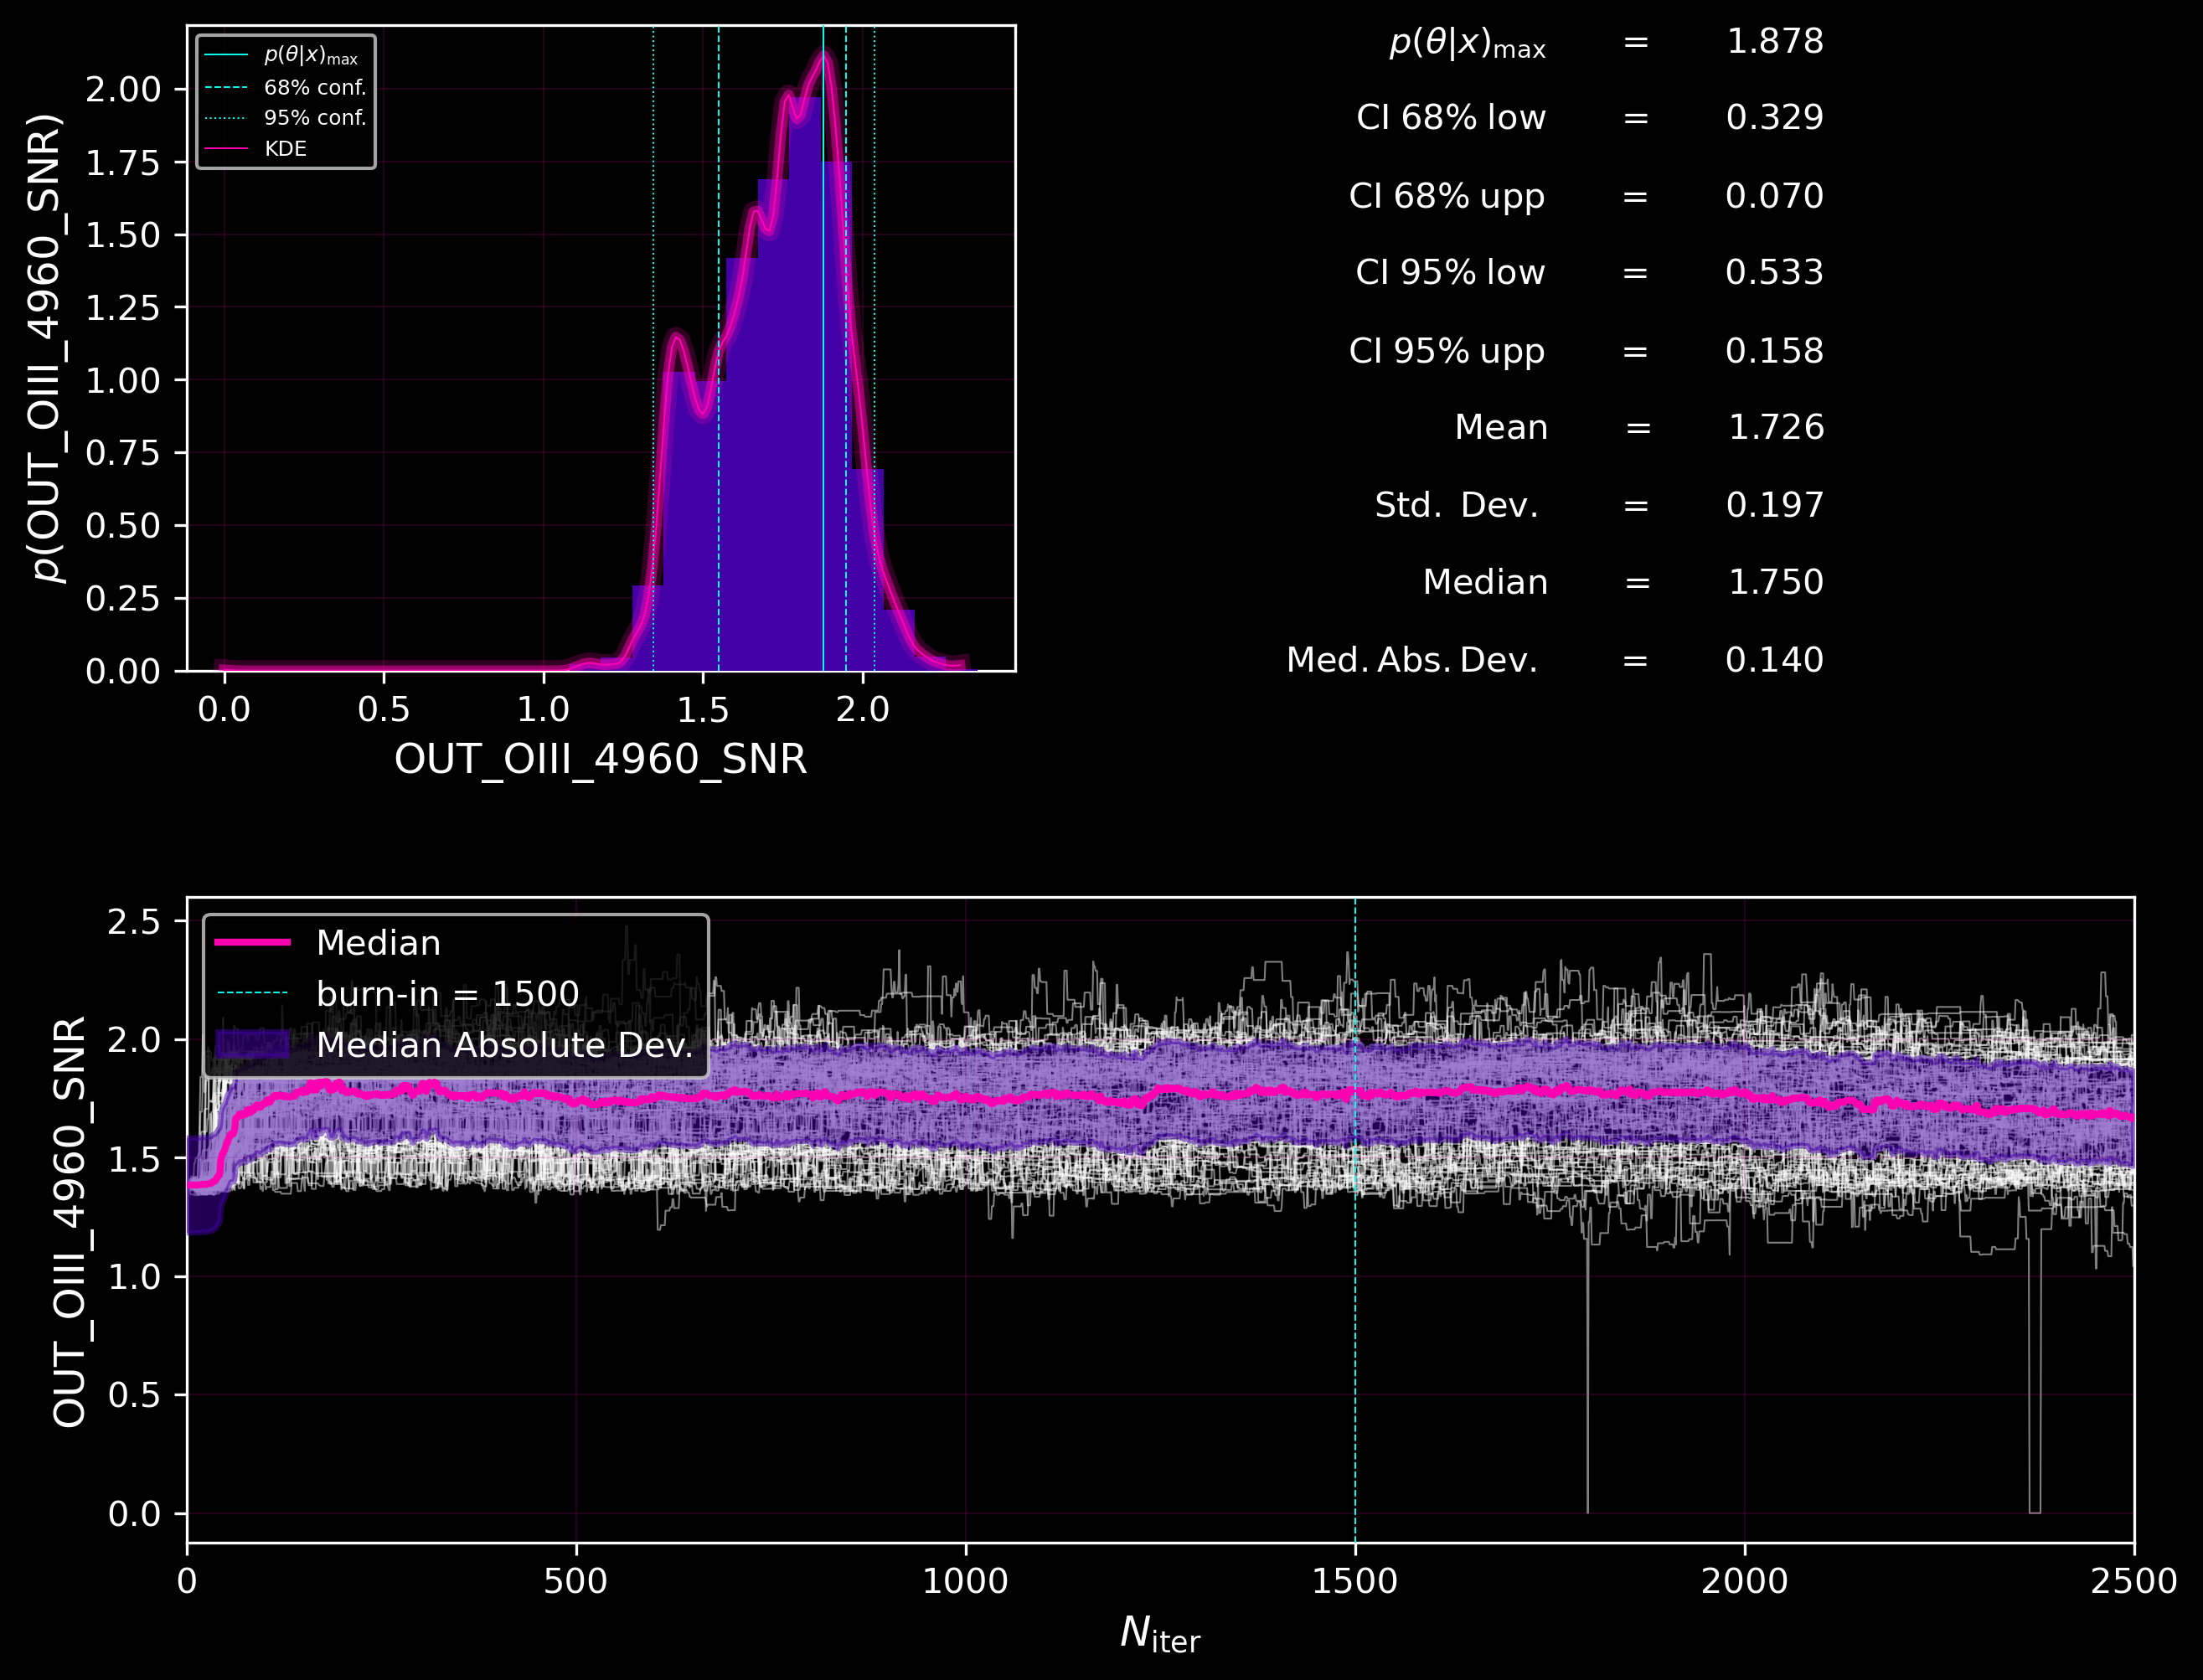 p(θ|x)max
68% conf.
95% conf.
KDE
2.00
1.75
1.50
1.25
1.00
0.75
0.50
0.25
0.00
p(OUT_OIII_4960_SNR)
0.0 0.5 1.0 1.5 2.0
OUT_OIII_4960_SNR
p(θ|x)max = 1.878
CI 68% low = 0.329
CI 68% upp = 0.070
CI 95% low = 0.533
CI 95% upp = 0.158
Mean = 1.726
Std. Dev. = 0.197
Median = 1.750
Med. Abs. Dev. = 0.140
Median
burn-in = 1500
Median Absolute Dev.
2.5
2.0
1.5
1.0
0.5
0.0
OUT_OIII_4960_SNR
0 500 1000 1500 2000 2500
Niter